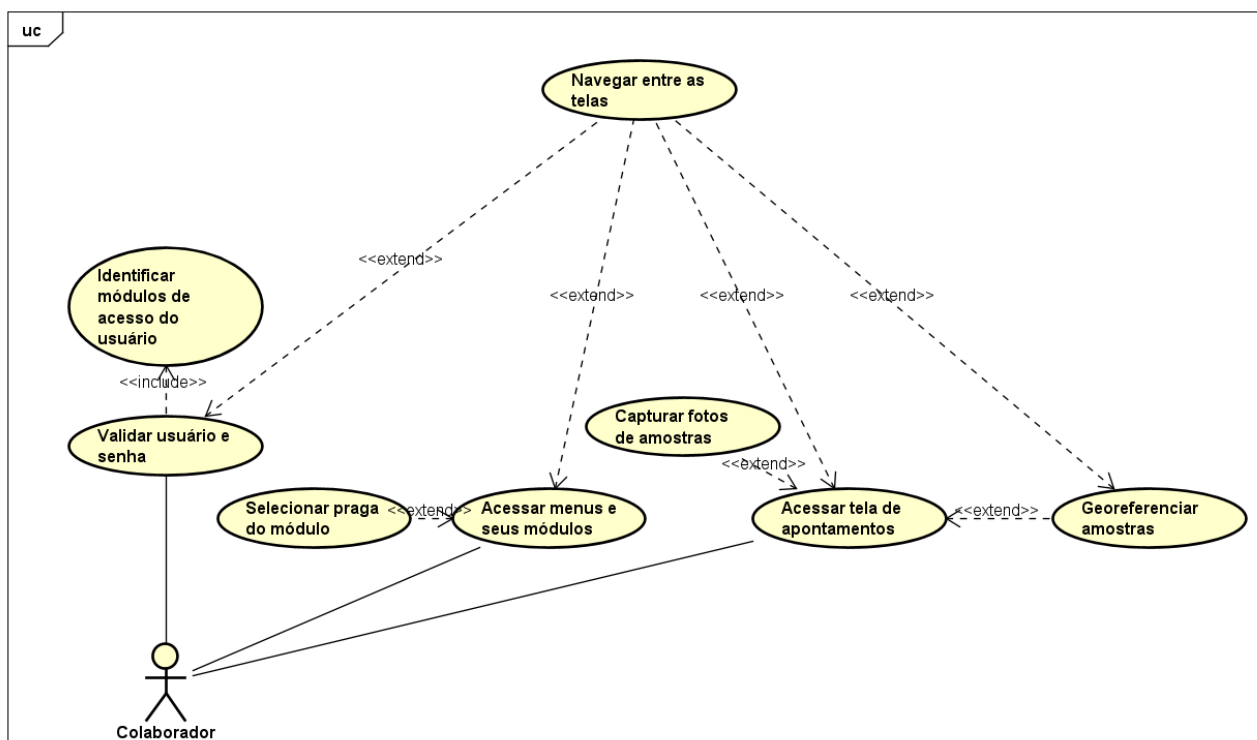 uc
Navegar entre as
telas
<<extend>>
<<extend>>
<<extend>>
<<extend>>
Identificar
módulos de
acesso do
usuário
<<include>>
Validar usuário e
senha
Capturar fotos
de amostras
<<extend>>
Selecionar praga
do módulo
<<extend>>
Acessar menus e
seus módulos
Acessar tela de
apontamentos
<<extend>>
Georeferenciar
amostras
Colaborador